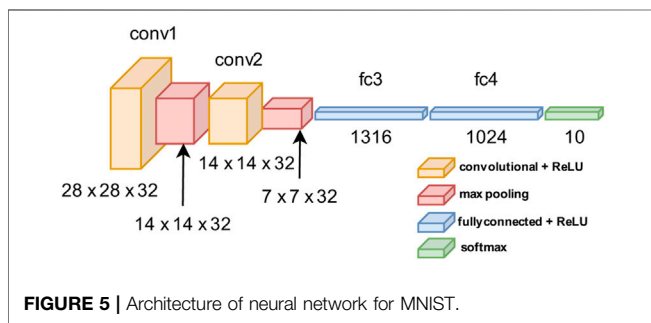 conv1
conv2
fc3
fc4
28 x 28 x 32
14 x 14 x 32
14 x 14 x 32
7 x 7 x 32
1316
1024
10
convolutional + ReLU
max pooling
fullyconnected + ReLU
softmax
FIGURE 5 | Architecture of neural network for MNIST.